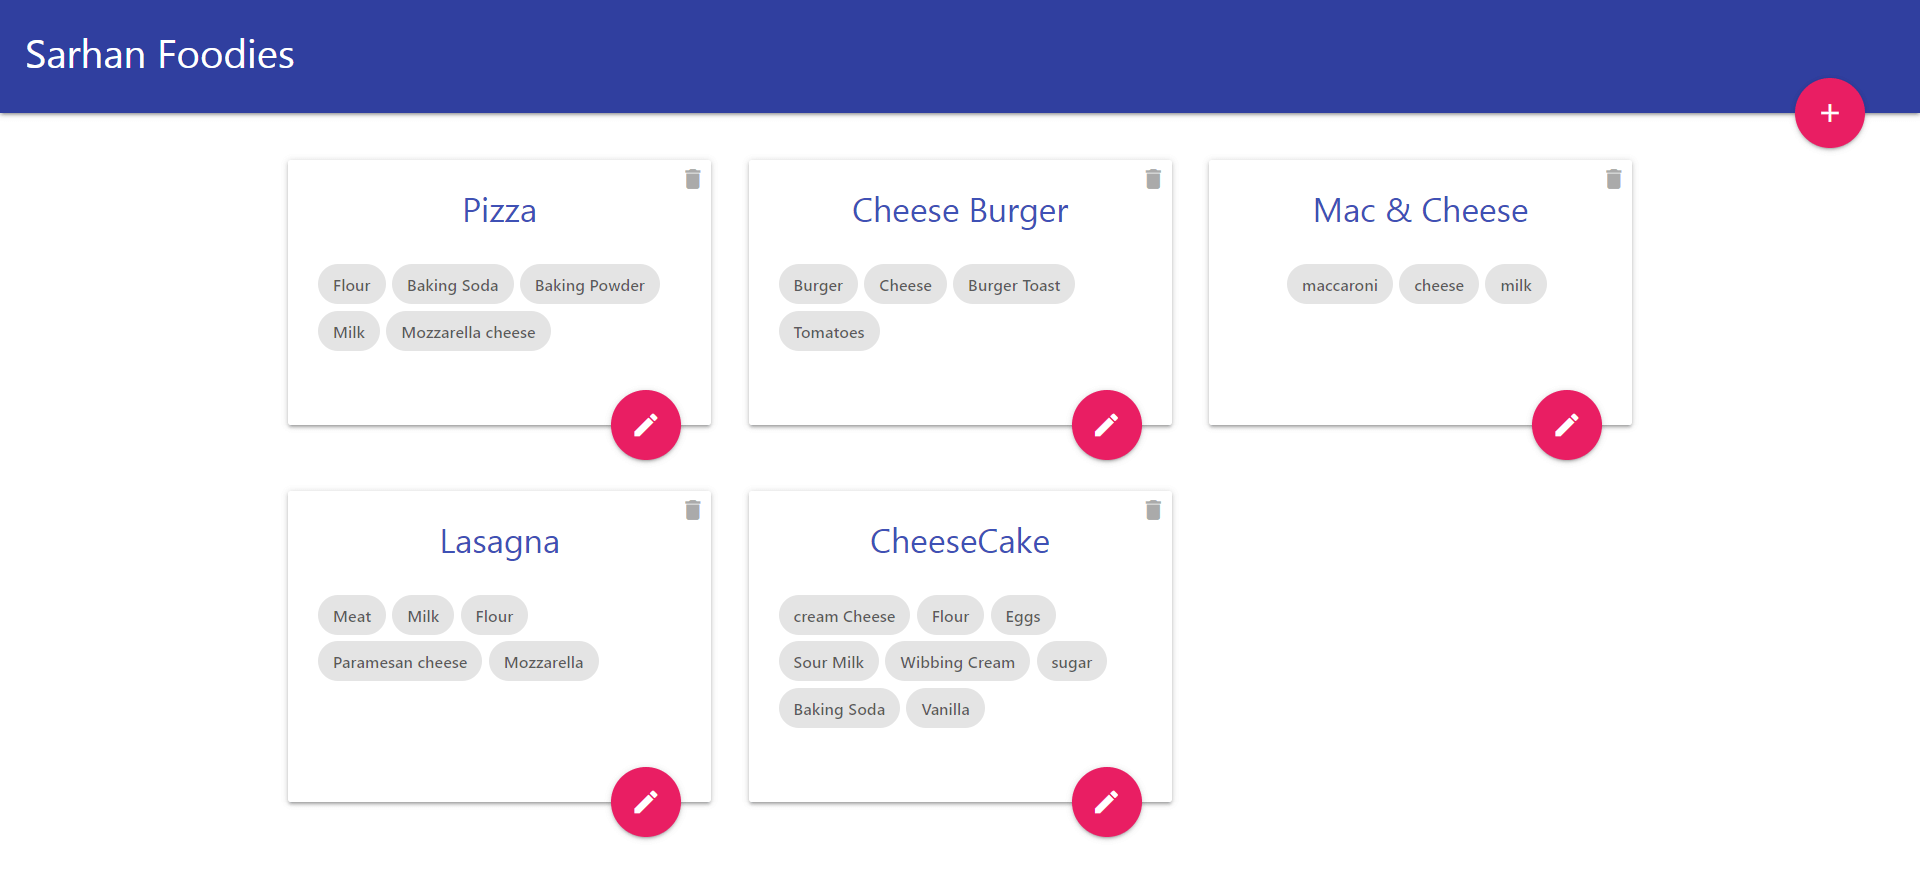 Sarhan Foodies
+
Pizza
Flour Baking Soda Baking Powder
Milk Mozzarella cheese
Cheese Burger
Burger Cheese Burger Toast
Tomatoes
Mac & Cheese
maccaroni cheese milk
Lasagna
Meat Milk Flour
Paramesan cheese Mozzarella
CheeseCake
cream Cheese Flour Eggs
Sour Milk Wibbing Cream sugar
Baking Soda Vanilla